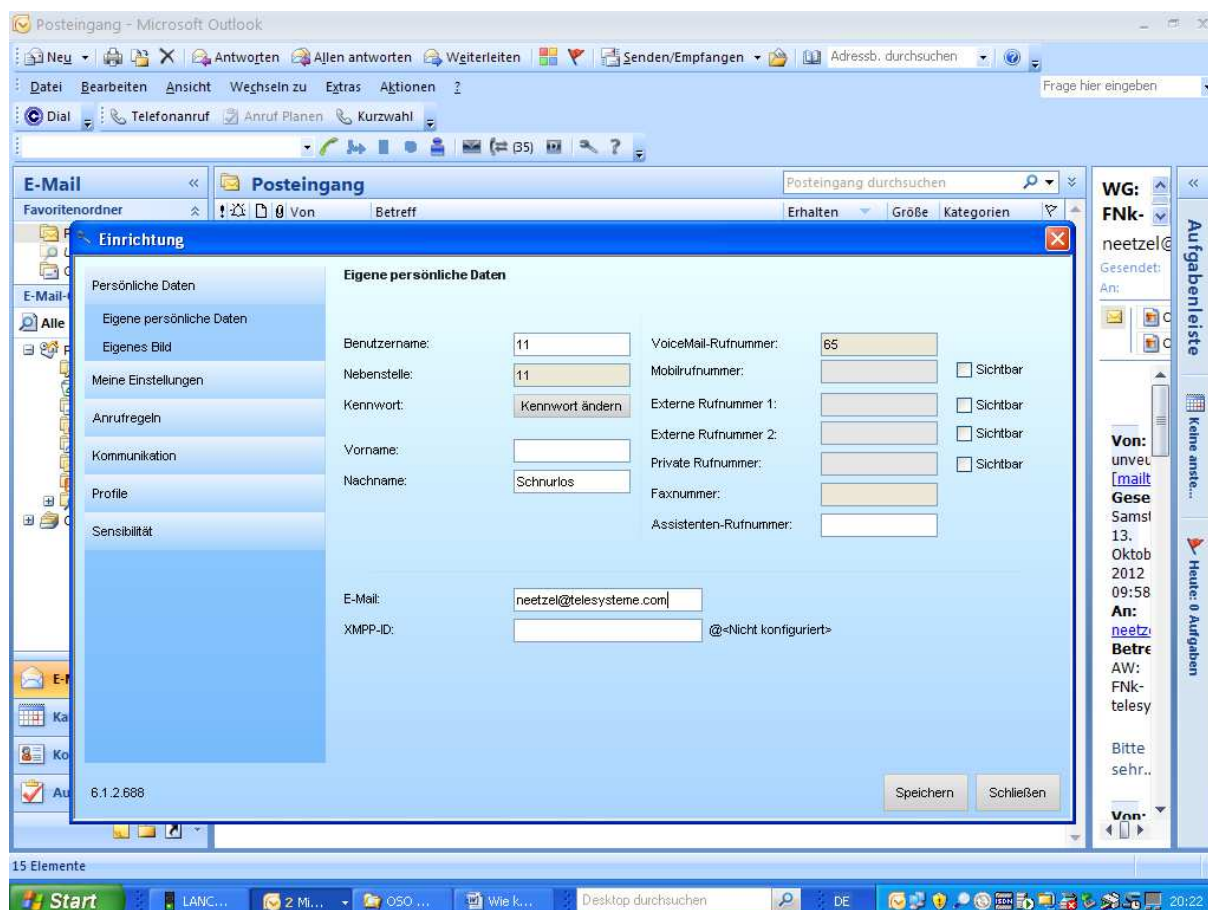 Posteingang - Microsoft Outlook
Neu Antworten Allen antworten Weiterleiten Senden/Empfangen Adressb. durchsuchen
Datei Bearbeiten Ansicht Wechseln zu Extras Aktionen ? Frage hier eingeben
Dial Telefonanruf Anruf Planen Kurzwahl
(35)
E-Mail
Favoritenordner
E-Mail-
Alle
Posteingang
Posteingang durchsuchen
Von Betreff Erhalten Größe Kategorien
Einrichtung
Persönliche Daten
Eigene persönliche Daten
Eigenes Bild
Meine Einstellungen
Anrufregeln
Kommunikation
Profile
Sensibilität
6.1.2.688
Eigene persönliche Daten
Benutzername: 11
Nebenstelle: 11
Kennwort: Kennwort ändern
Vorname:
Nachname: Schnurlos
VoiceMail-Rufnummer: 65
Mobilrufnummer: Sichtbar
Externe Rufnummer 1: Sichtbar
Externe Rufnummer 2: Sichtbar
Private Rufnummer: Sichtbar
Faxnummer:
Assistenten-Rufnummer:
E-Mail: neetzel@telesysteme.com
XMPP-ID: @<Nicht konfiguriert>
Speichern Schließen
E-M
Ka
Ko
Au
WG:
FNk-
neetzel@
Gesendet:
An:
Von:
unveu
[mailt
Gese
Samst
13.
Oktob
2012
09:58
An:
neetz
Betre
AW:
FNk-
telesy
Bitte
sehr..
Von:
Aufgabenleiste
Keine anste...
Heute: 0 Aufgaben
15 Elemente
Start LANC... 2 Mi... OSO ... Wie k... Desktop durchsuchen DE 20:22